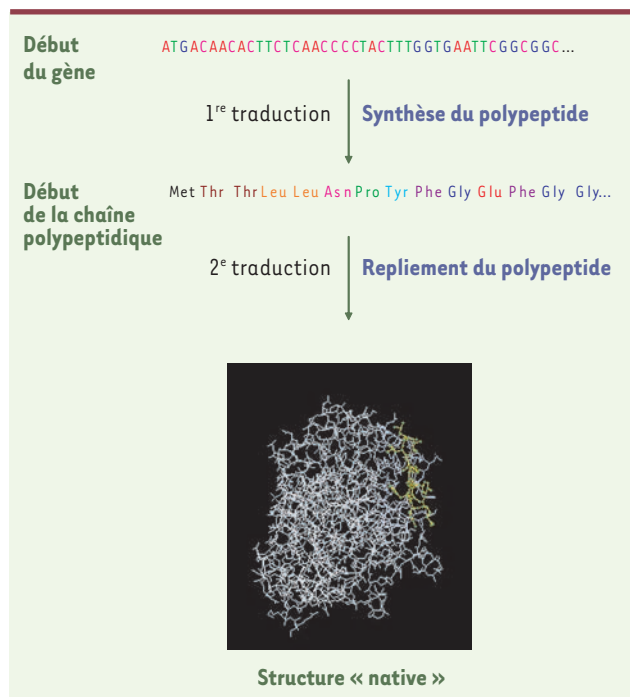 Début
du gène
ATGACAACACTTCTCAACCCCTACTTTGGTGAATTCGGCGGC...
1re traduction
Synthèse du polypeptide
Début
de la chaîne
polypeptidique
Met Thr Thr Leu Leu Asn Pro Tyr Phe Gly Glu Phe Gly Gly...
2e traduction
Repliement du polypeptide
Structure « native »